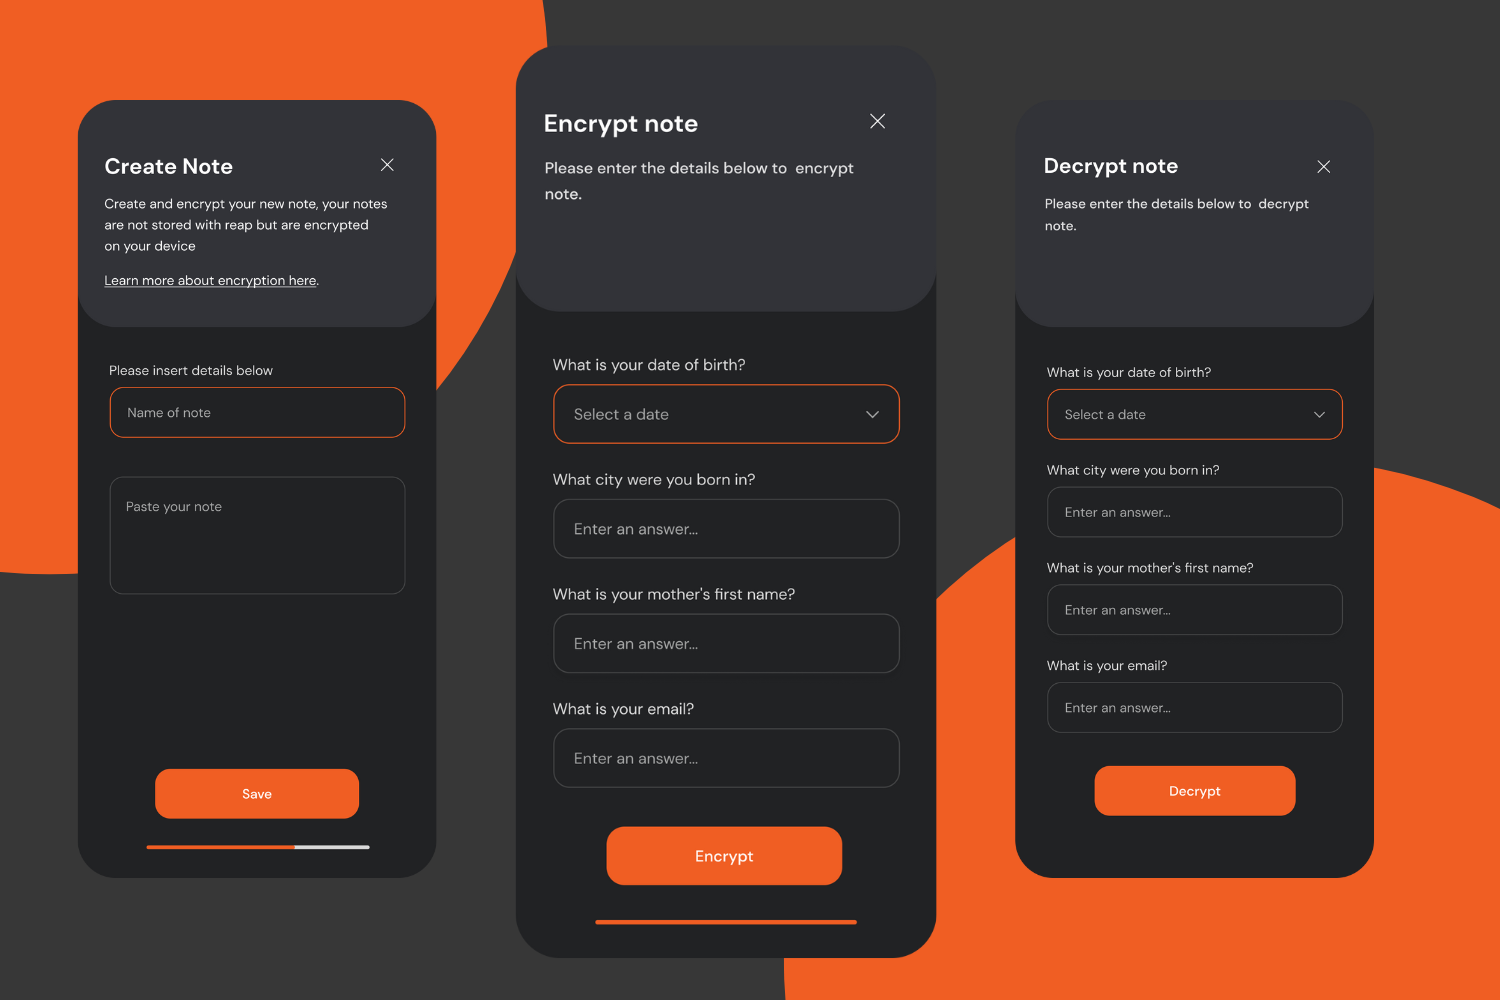 Create Note
Create and encrypt your new note, your notes
are not stored with reap but are encrypted
on your device
Learn more about encryption here.
Please insert details below
Name of note
Paste your note
Save
Encrypt note
Please enter the details below to  encrypt
note.
What is your date of birth?
Select a date
What city were you born in?
Enter an answer...
What is your mother's first name?
Enter an answer...
What is your email?
Enter an answer...
Encrypt
Decrypt note
Please enter the details below to  decrypt
note.
What is your date of birth?
Select a date
What city were you born in?
Enter an answer...
What is your mother's first name?
Enter an answer...
What is your email?
Enter an answer...
Decrypt